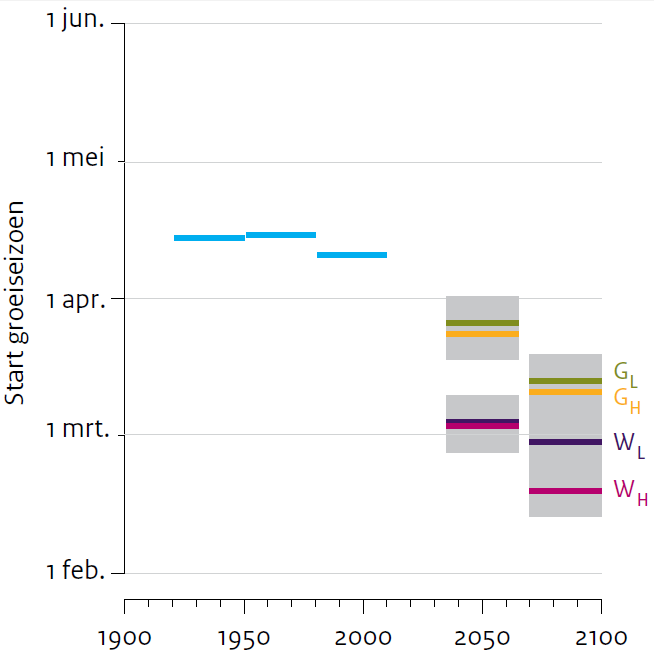 1 jun.
1 mei
1 apr.
1 mrt.
1 feb.
Start groeiseizoen
GL
GH
WL
WH
1900 1950 2000 2050 2100